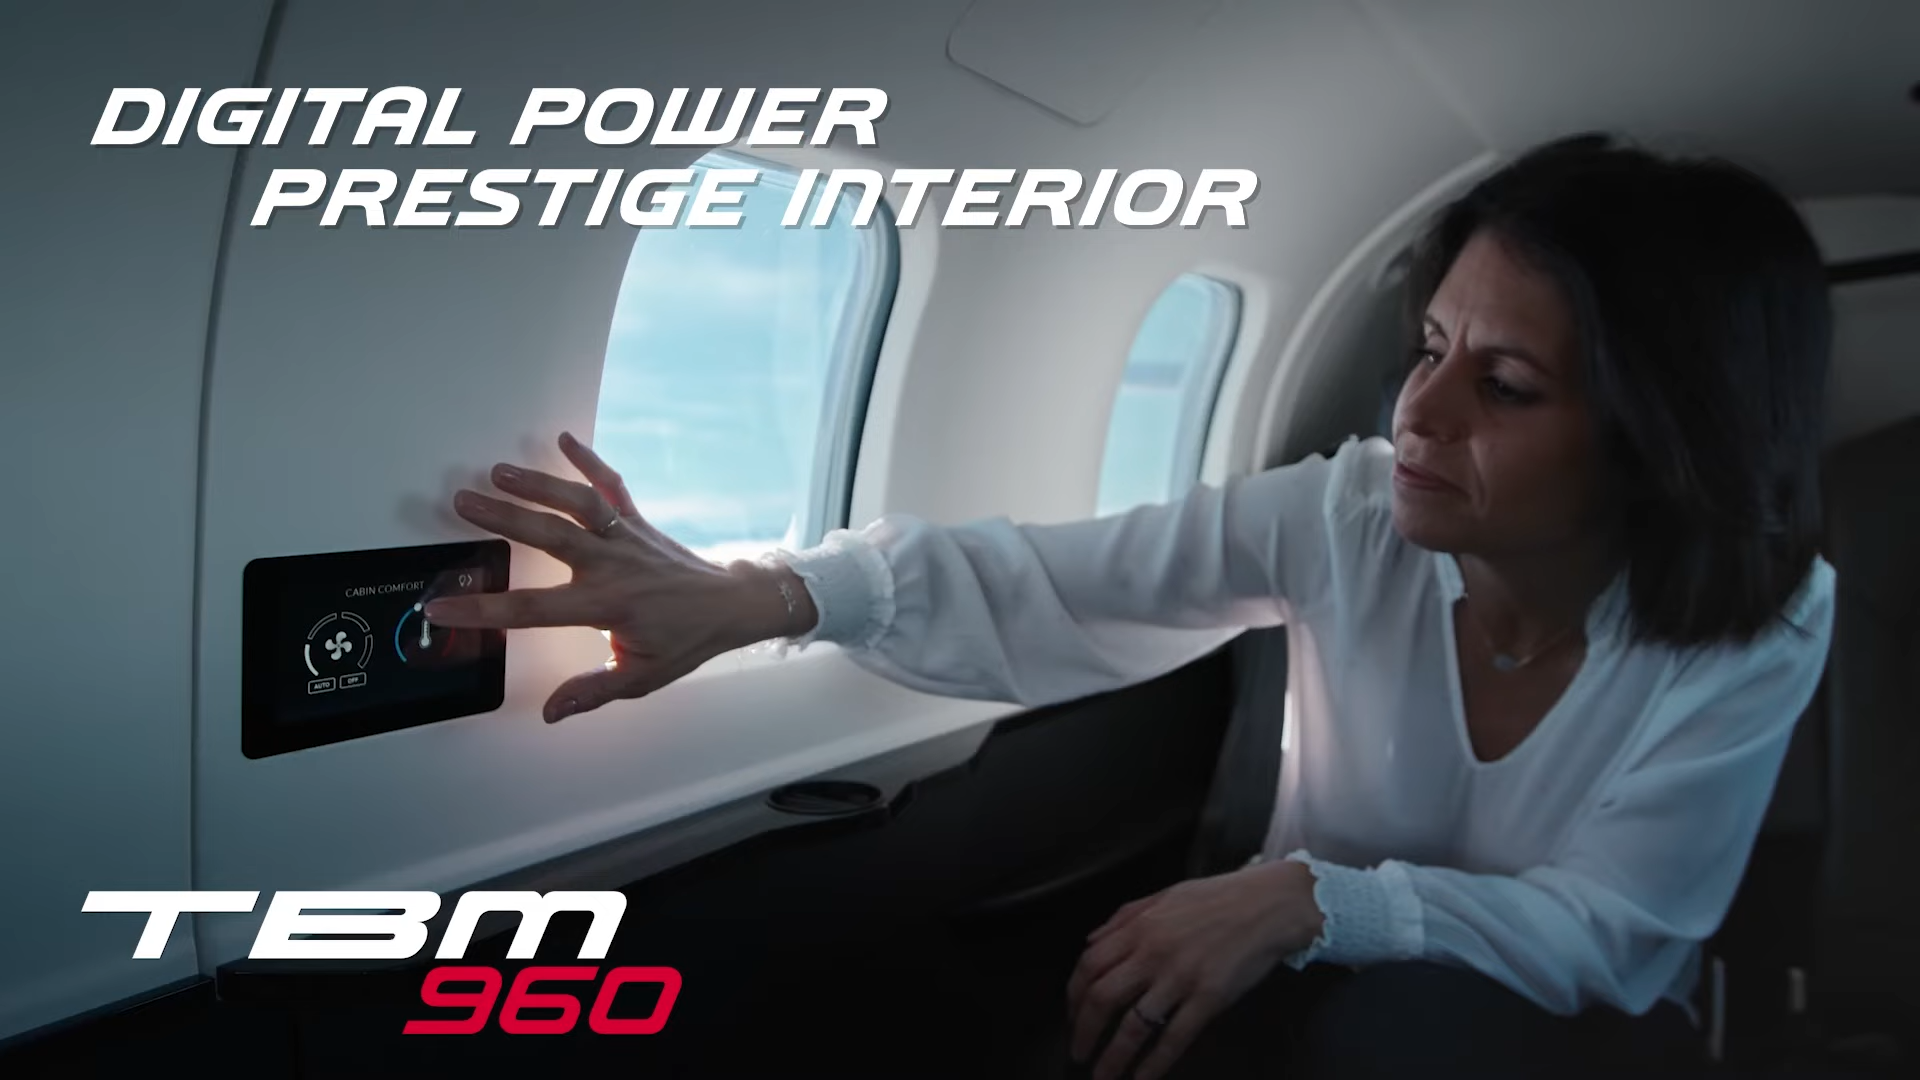 DIGITAL POWER
PRESTIGE INTERIOR
CABIN COMFORT
AUTO OFF
TBM
960